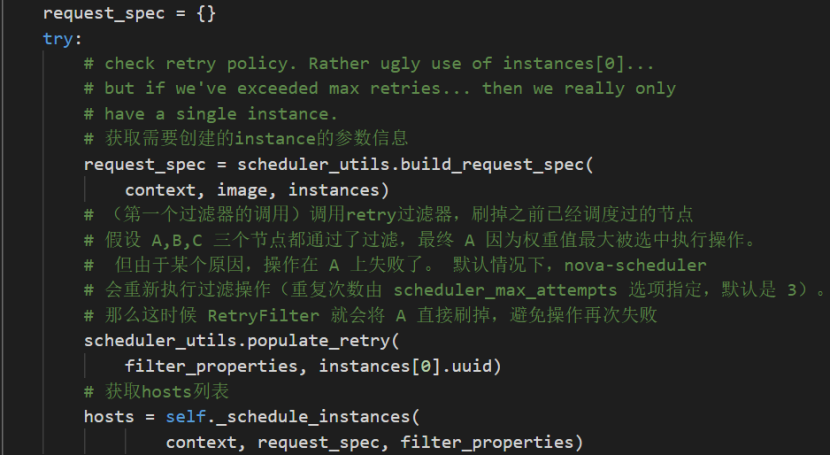 request_spec = {}
try:
# check retry policy. Rather ugly use of instances[0]...
# but if we've exceeded max retries... then we really only
# have a single instance.
# 获取需要创建的instance的参数信息
request_spec = scheduler_utils.build_request_spec(
context, image, instances)
# （第一个过滤器的调用）调用retry过滤器，刷掉之前已经调度过的节点
# 假设 A,B,C 三个节点都通过了过滤，最终 A 因为权重值最大被选中执行操作。
#  但由于某个原因，操作在 A 上失败了。 默认情况下，nova-scheduler
# 会重新执行过滤操作（重复次数由 scheduler_max_attempts 选项指定，默认是 3）。
# 那么这时候 RetryFilter 就会将 A 直接刷掉，避免操作再次失败
scheduler_utils.populate_retry(
filter_properties, instances[0].uuid)
# 获取hosts列表
hosts = self._schedule_instances(
context, request_spec, filter_properties)